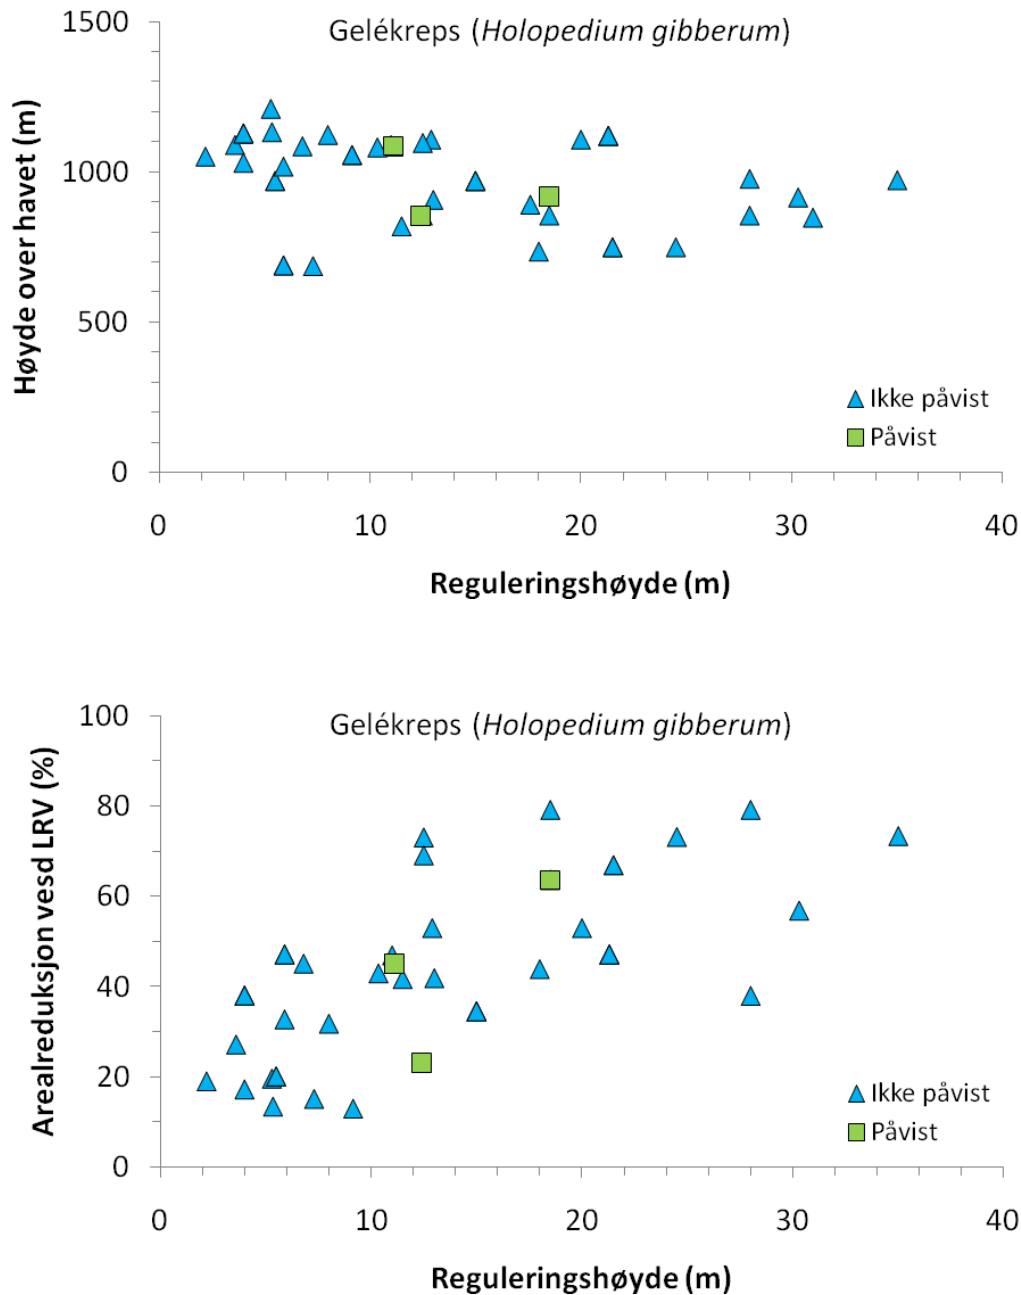 Gelékreps (Holopedium gibberum)
1500
1000
500
0
Høyde over havet (m)
Ikke påvist
Påvist
0 10 20 30 40
Reguleringshøyde (m)
Gelékreps (Holopedium gibberum)
100
80
60
40
20
0
Arealreduksjon vesd LRV (%)
Ikke påvist
Påvist
0 10 20 30 40
Reguleringshøyde (m)